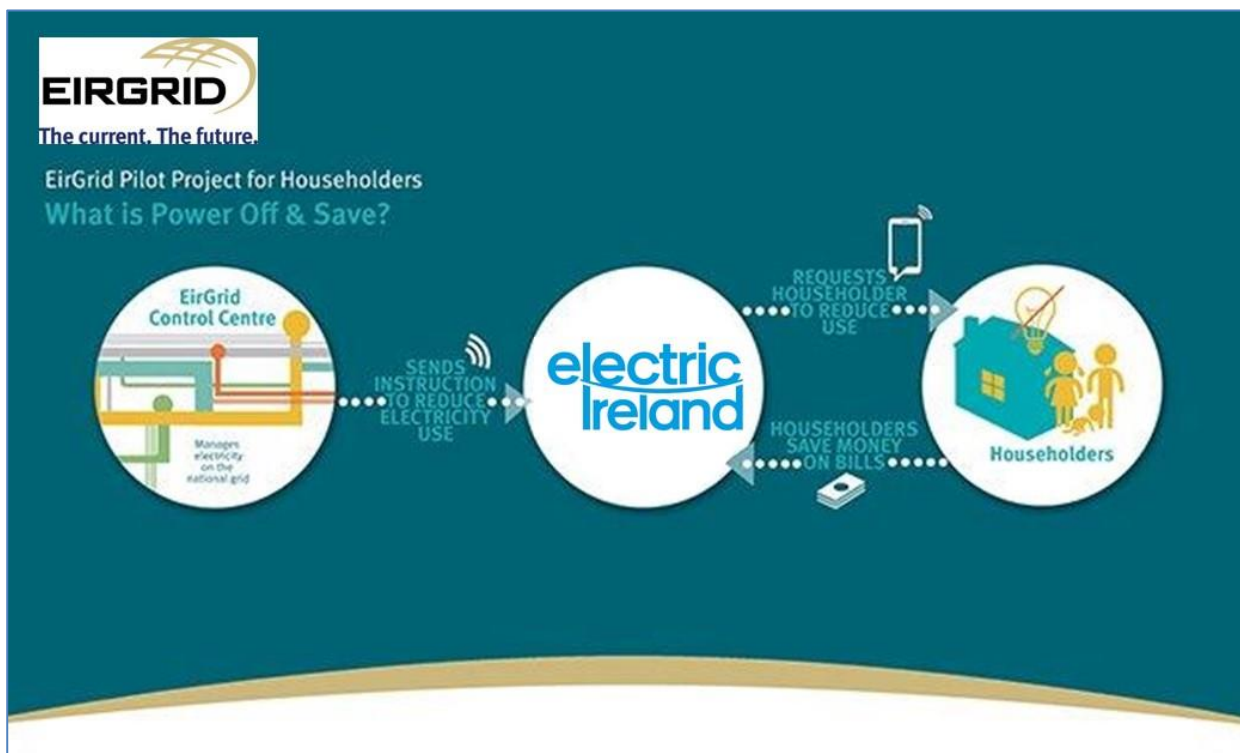 EIRGRID
The current. The future.
EirGrid Pilot Project for Householders
What is Power Off & Save?
EirGrid
Control Centre
Manages
electricity
on the
national grid
SENDS
INSTRUCTION
TO REDUCE
ELECTRICITY
USE
electric
Ireland
REQUESTS
HOUSEHOLDER
TO REDUCE
USE
HOUSEHOLDERS
SAVE MONEY
ON BILLS
Householders